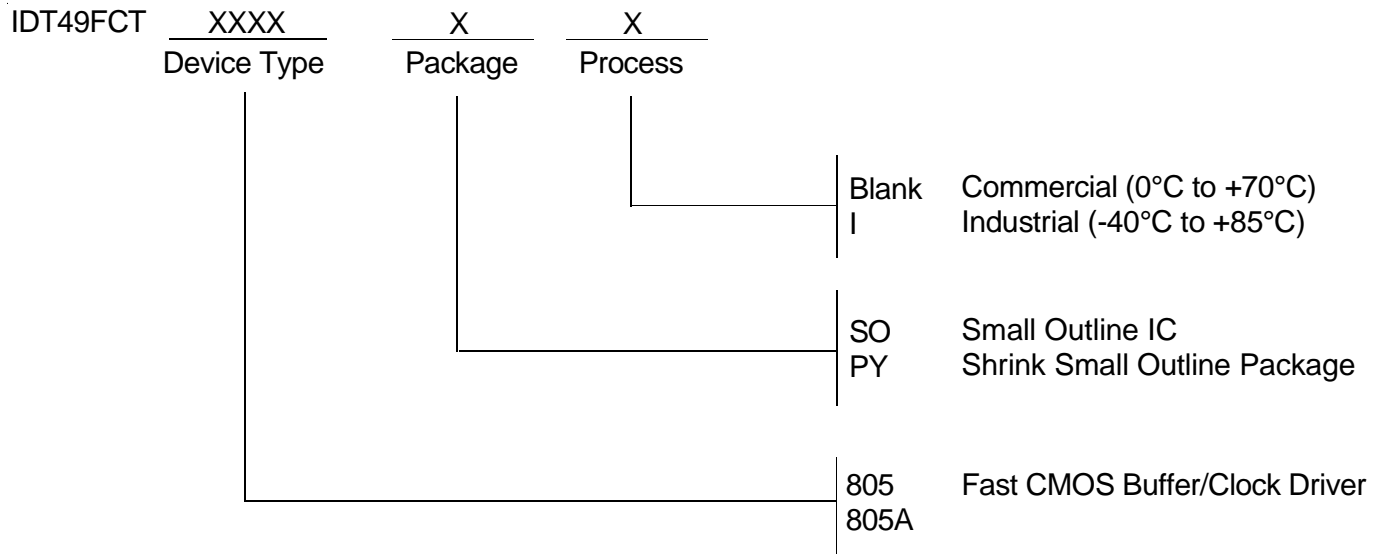 IDT49FCT XXXX X X
Device Type Package Process
Blank Commercial (0°C to +70°C)
I Industrial (-40°C to +85°C)
SO Small Outline IC
PY Shrink Small Outline Package
805 Fast CMOS Buffer/Clock Driver
805A